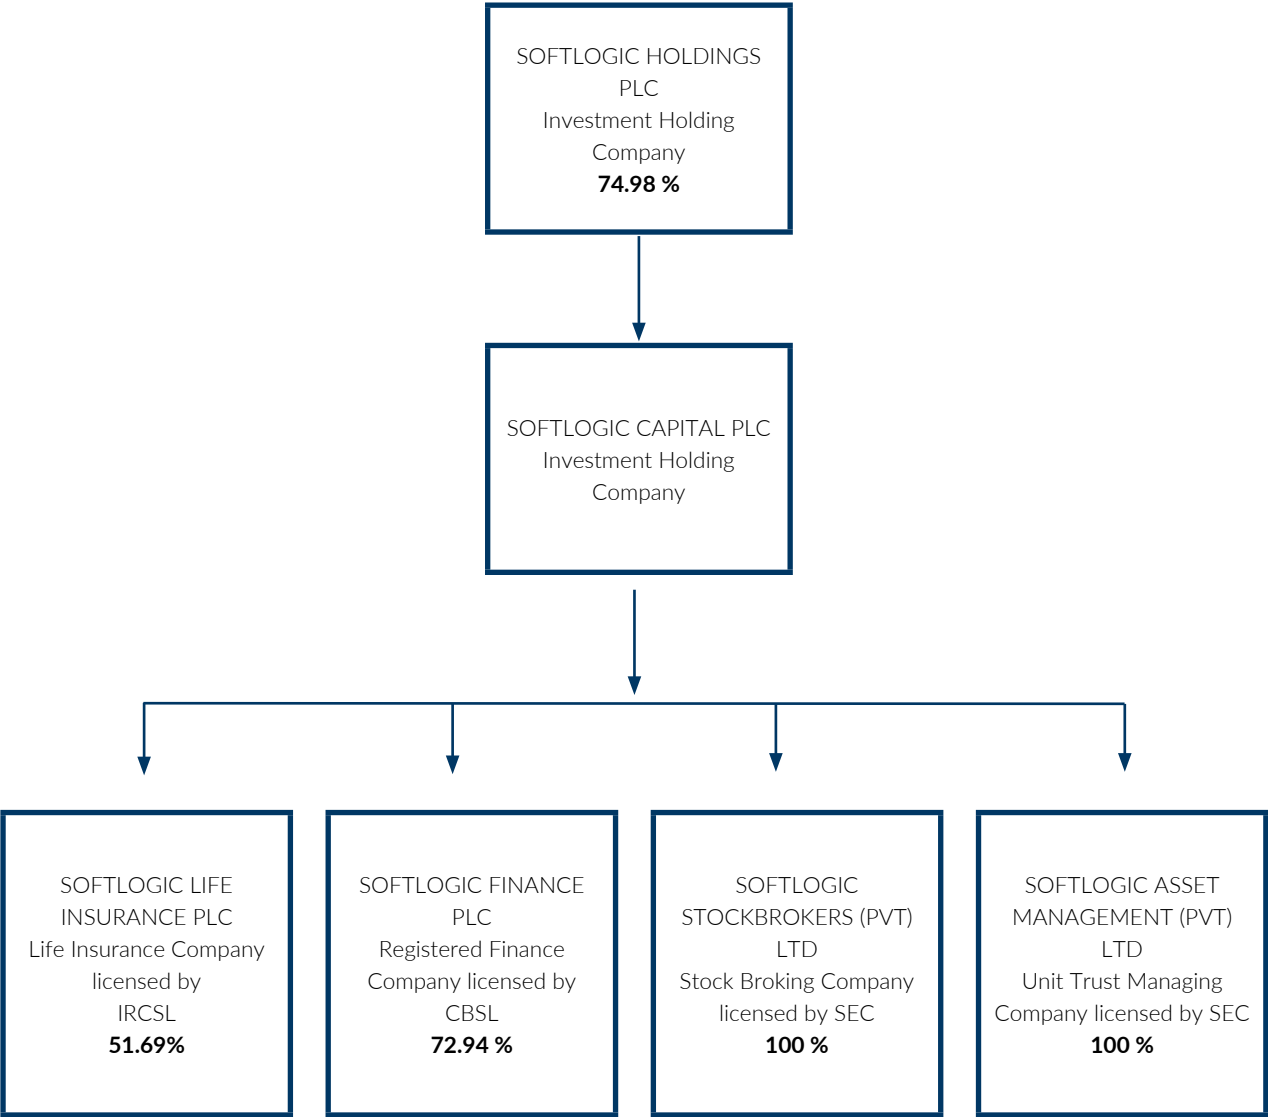 SOFTLOGIC HOLDINGS
PLC
Investment Holding
Company
74.98 %
SOFTLOGIC CAPITAL PLC
Investment Holding
Company
SOFTLOGIC LIFE
INSURANCE PLC
Life Insurance Company
licensed by
IRCSL
51.69%
SOFTLOGIC FINANCE
PLC
Registered Finance
Company licensed by
CBSL
72.94 %
SOFTLOGIC
STOCKBROKERS (PVT)
LTD
Stock Broking Company
licensed by SEC
100 %
SOFTLOGIC ASSET
MANAGEMENT (PVT)
LTD
Unit Trust Managing
Company licensed by SEC
100 %